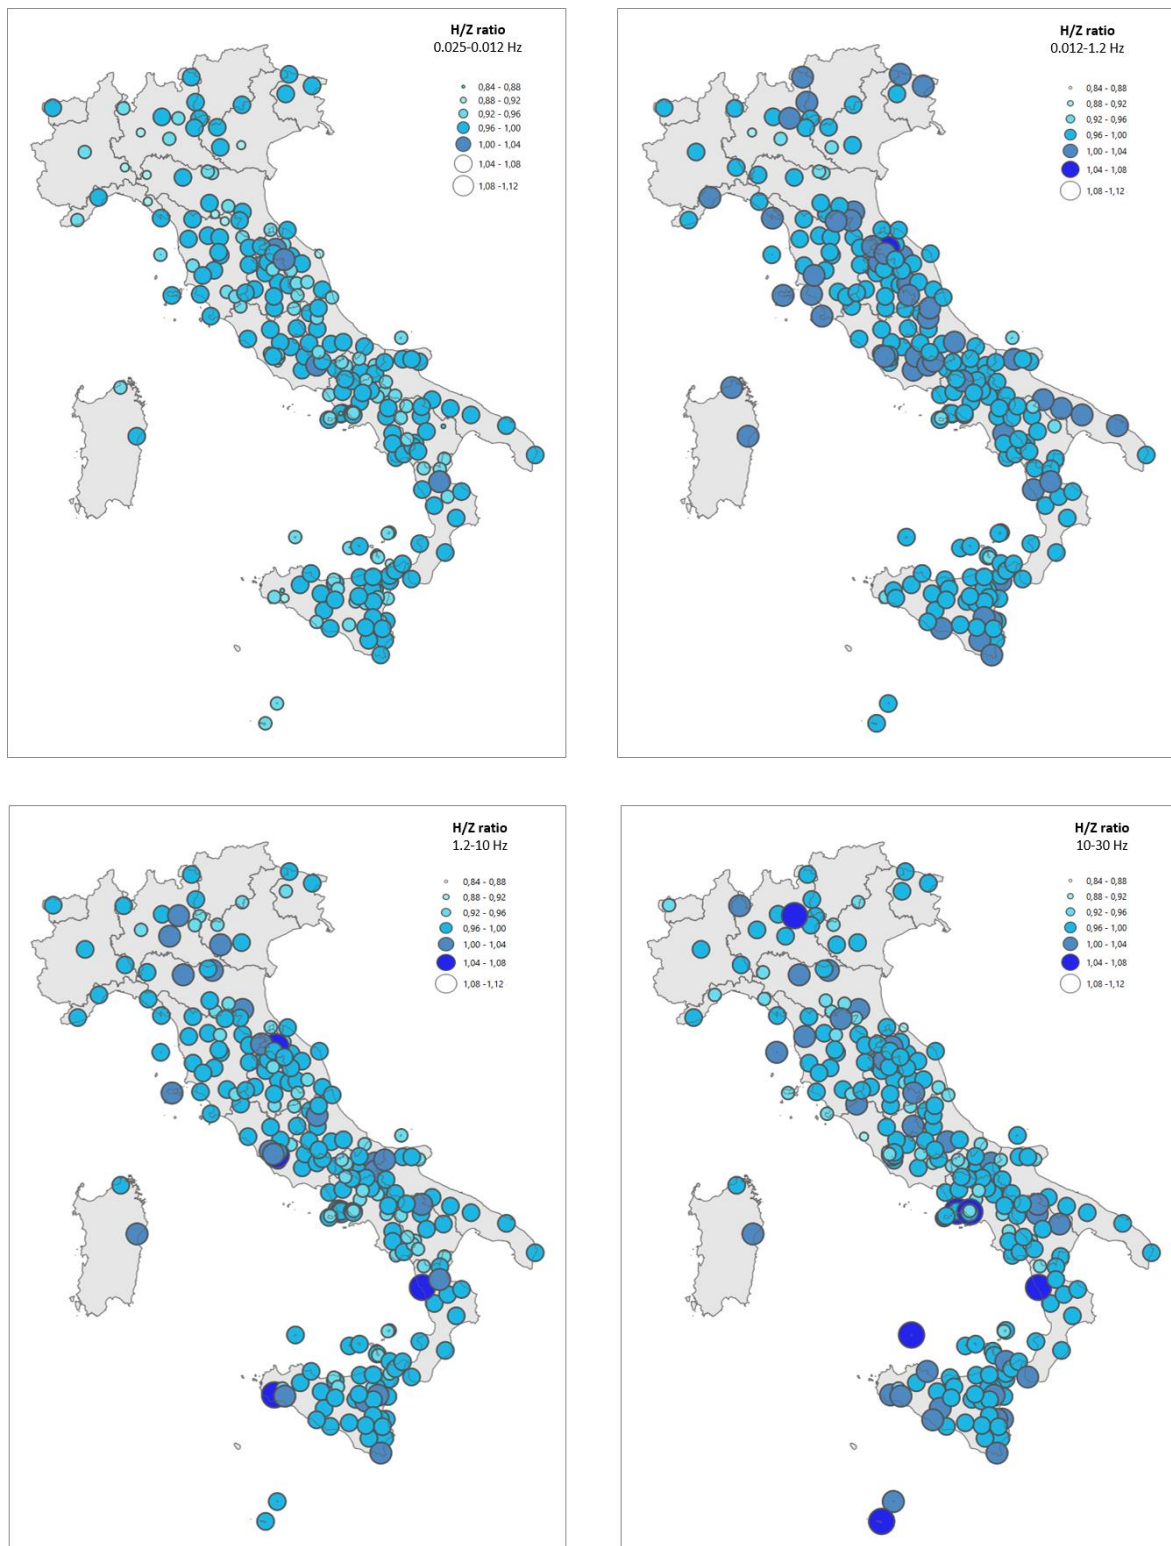 H/Z ratio
0.025-0.012 Hz
0,84 - 0,88
0,88 - 0,92
0,92 - 0,96
0,96 - 1,00
1,00 - 1,04
1,04 - 1,08
1,08 -1,12
H/Z ratio
0.012-1.2 Hz
0,84 - 0,88
0,88 - 0,92
0,92 - 0,96
0,96 - 1,00
1,00 - 1,04
1,04 - 1,08
1,08 -1,12
H/Z ratio
1.2-10 Hz
0,84 - 0,88
0,88 - 0,92
0,92 - 0,96
0,96 - 1,00
1,00 - 1,04
1,04 - 1,08
1,08 -1,12
H/Z ratio
10-30 Hz
0,84 - 0,88
0,88 - 0,92
0,92 - 0,96
0,96 - 1,00
1,00 - 1,04
1,04 - 1,08
1,08 -1,12